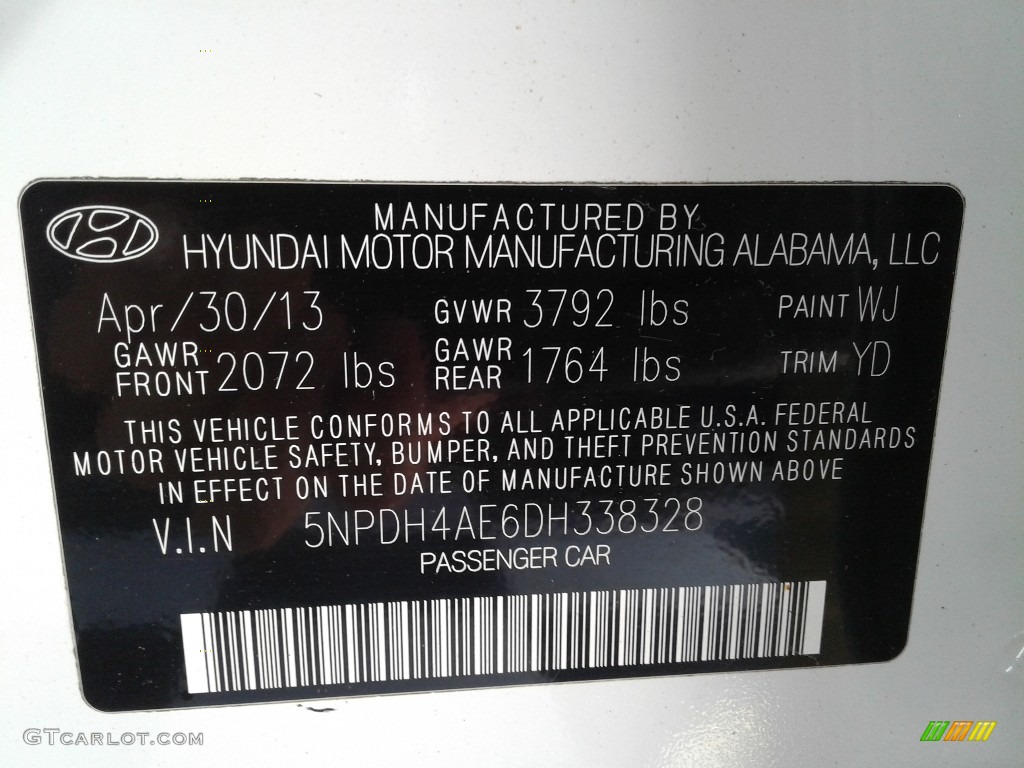 MANUFACTURED BY
HYUNDAI MOTOR MANUFACTURING ALABAMA, LLC
Apr/30/13 GVWR 3792 lbs PAINT WJ
GAWR FRONT 2072 lbs GAWR REAR 1764 lbs TRIM YD
THIS VEHICLE CONFORMS TO ALL APPLICABLE U.S.A. FEDERAL
MOTOR VEHICLE SAFETY, BUMPER, AND THEFT PREVENTION STANDARDS
IN EFFECT ON THE DATE OF MANUFACTURE SHOWN ABOVE
V.I.N 5NPDH4AE6DH338328
PASSENGER CAR
GTCARLOT.COM